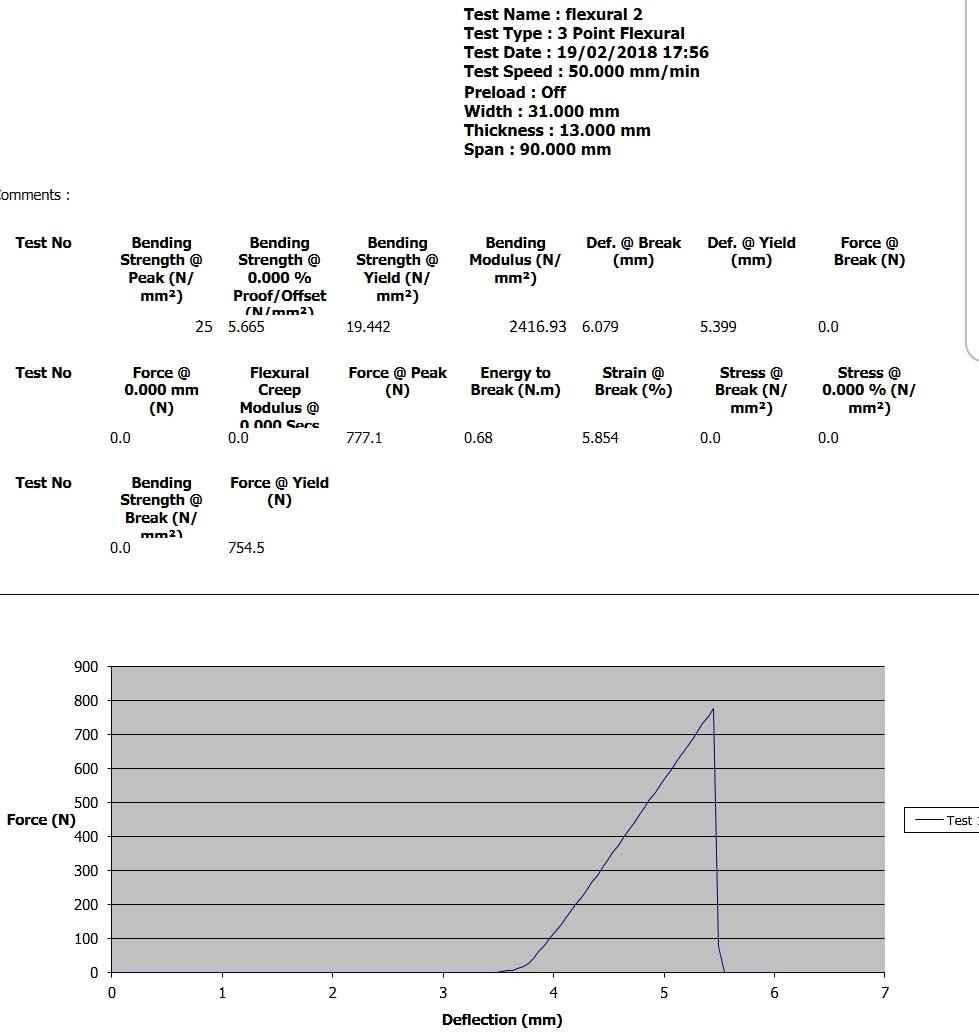 Test Name : flexural 2
Test Type : 3 Point Flexural
Test Date : 19/02/2018 17:56
Test Speed : 50.000 mm/min
Preload : Off
Width : 31.000 mm
Thickness : 13.000 mm
Span : 90.000 mm
omments :
Test No Bending Strength @ Peak (N/ mm²) Bending Strength @ 0.000 % Proof/Offset (N/mm²) Bending Strength @ Yield (N/ mm²) Bending Modulus (N/ mm²) Def. @ Break (mm) Def. @ Yield (mm) Force @ Break (N)
25 5.665 19.442 2416.93 6.079 5.399 0.0
Test No Force @ 0.000 mm (N) Flexural Creep Modulus @ 0.000 Secs Force @ Peak (N) Energy to Break (N.m) Strain @ Break (%) Stress @ Break (N/ mm²) Stress @ 0.000 % (N/ mm²)
0.0 0.0 777.1 0.68 5.854 0.0 0.0
Test No Bending Strength @ Break (N/ mm²) Force @ Yield (N)
0.0 754.5
900
800
700
600
500
Force (N)
400
300
200
100
0
Test
0 1 2 3 4 5 6 7
Deflection (mm)